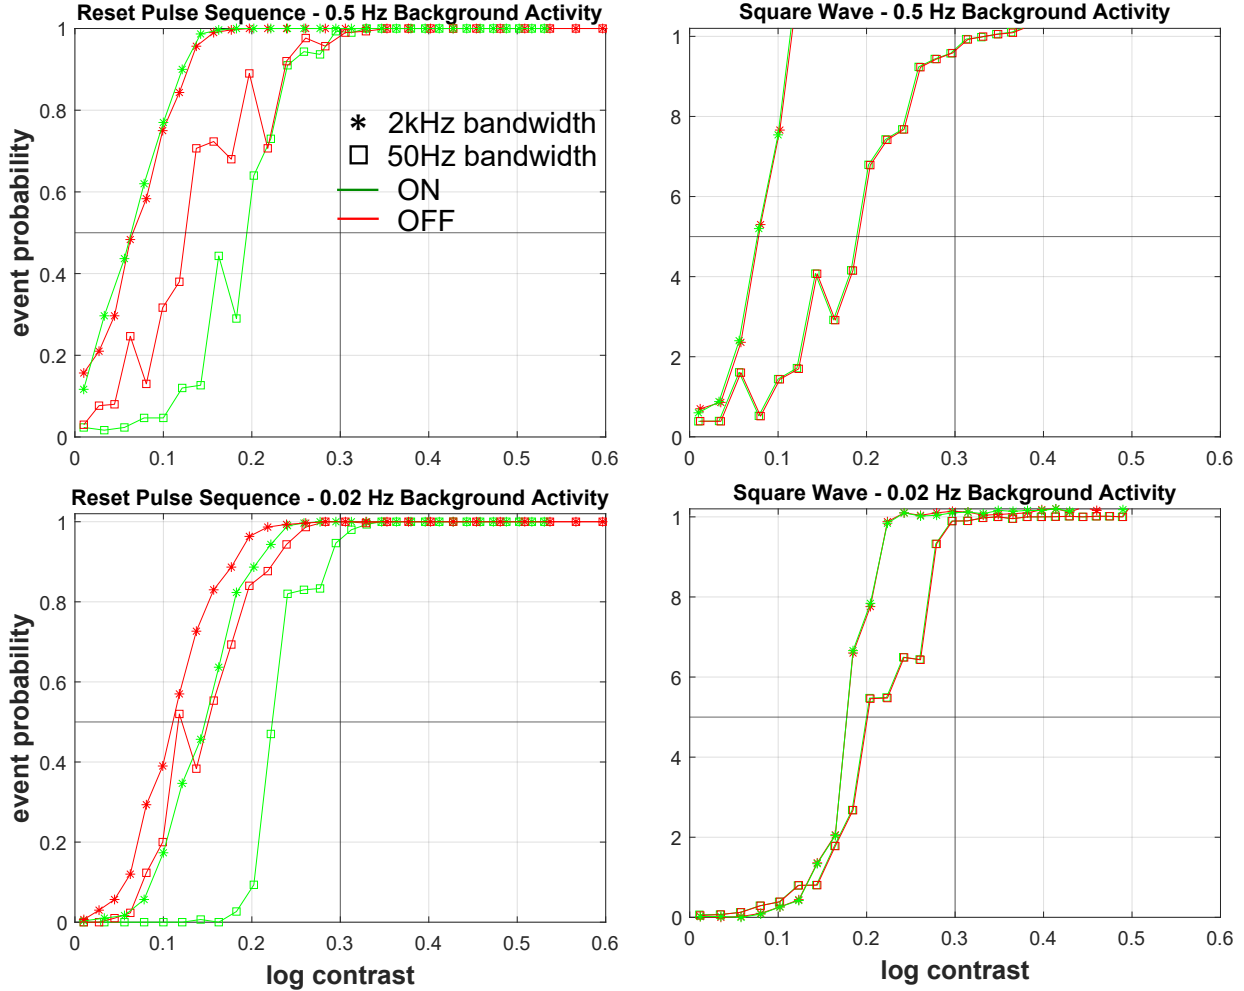 Reset Pulse Sequence - 0.5 Hz Background Activity
1
0.8
0.6
0.4
0.2
0
event probability
2kHz bandwidth
50Hz bandwidth
ON
OFF
0 0.1 0.2 0.3 0.4 0.5 0.6
Square Wave - 0.5 Hz Background Activity
10
8
6
4
2
0
0 0.1 0.2 0.3 0.4 0.5 0.6
Reset Pulse Sequence - 0.02 Hz Background Activity
1
0.8
0.6
0.4
0.2
0
event probability
0 0.1 0.2 0.3 0.4 0.5 0.6
log contrast
Square Wave - 0.02 Hz Background Activity
10
8
6
4
2
0
0 0.1 0.2 0.3 0.4 0.5 0.6
log contrast